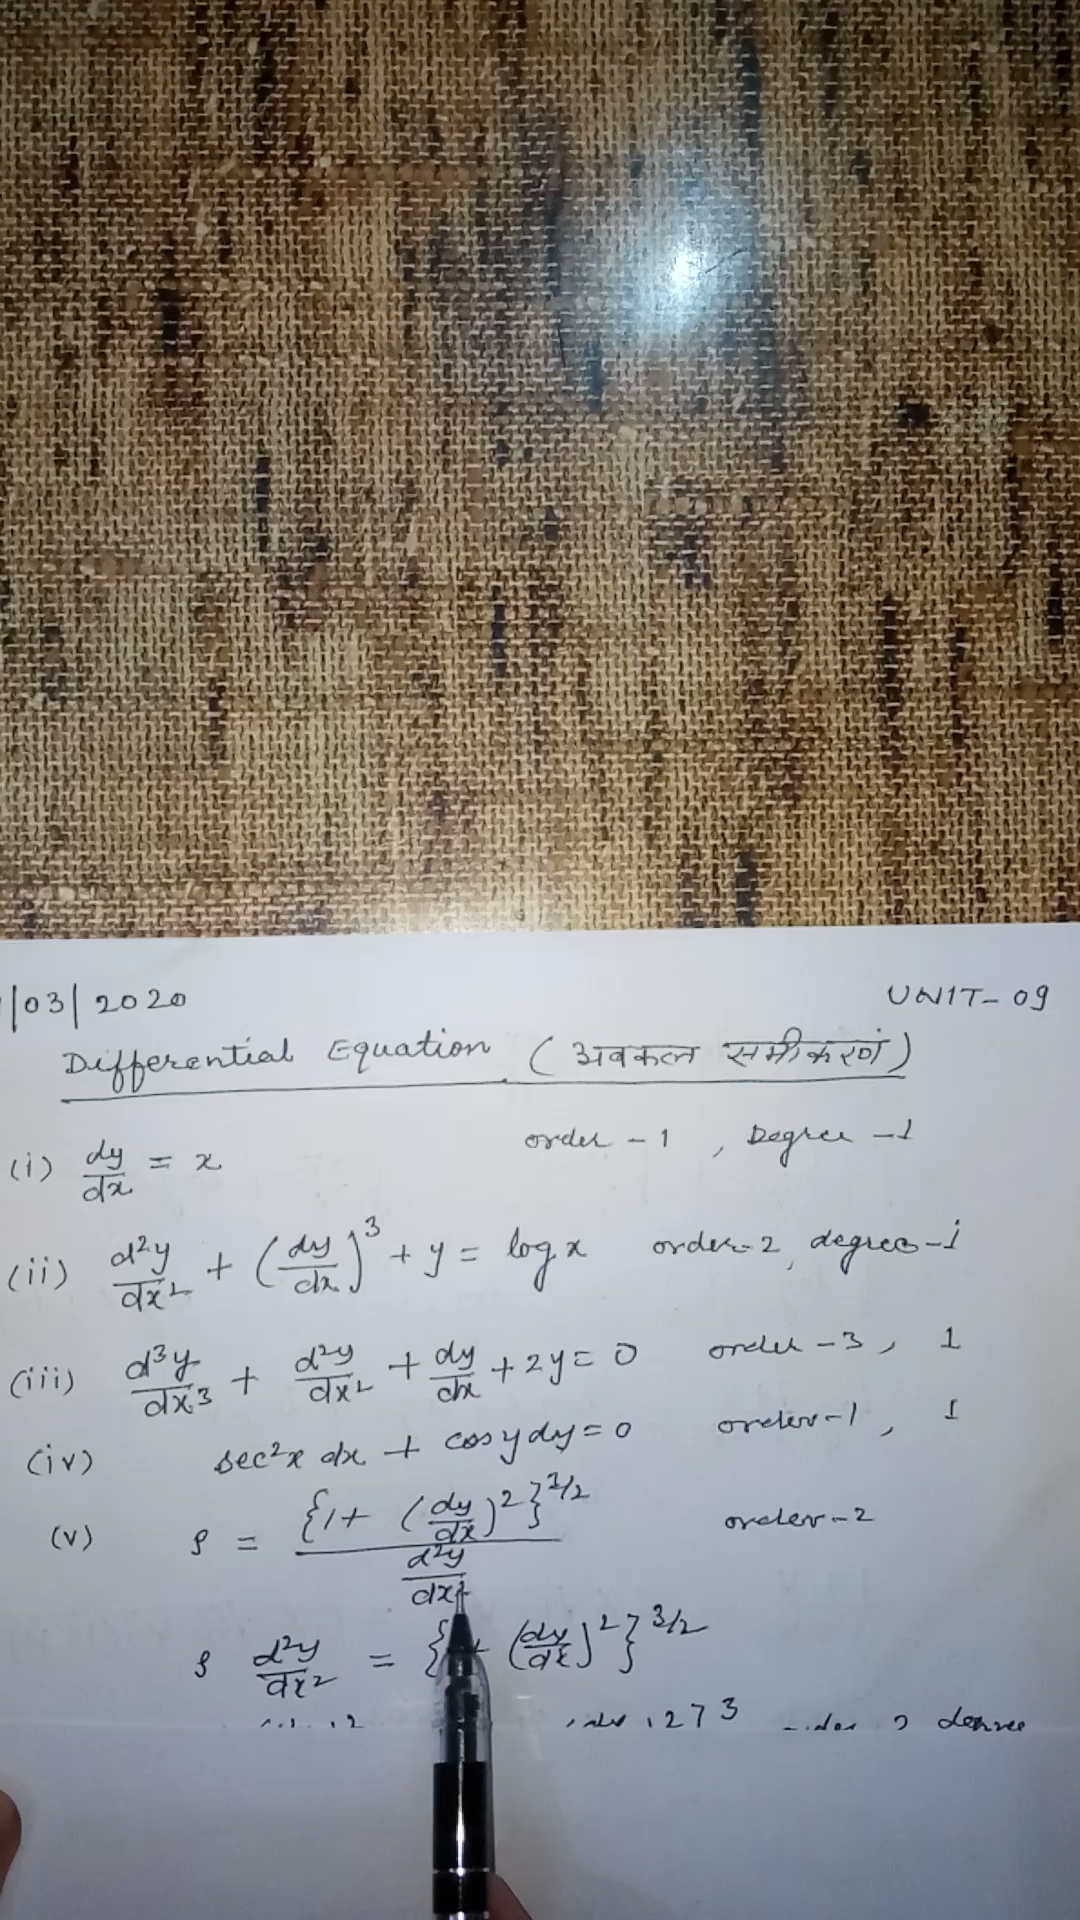 /03/2020 UNIT-09
Differential Equation (अवकल समीकरणं)
(i) dy/dx = x order - 1 , Degree - 1
(ii) d²y/dx² + (dy/dx)³ + y = log x order-2, degree-1
(iii) d³y/dx³ + d²y/dx² + dy/dx + 2y = 0 order-3, 1
(iv) sec²x dx + cosy dy = 0 order-1, 1
(v) ρ = {1 + (dy/dx)²}^3/2 / d²y/dx² order-2
ρ d²y/dx² = { (dy/dx)²}^3/2